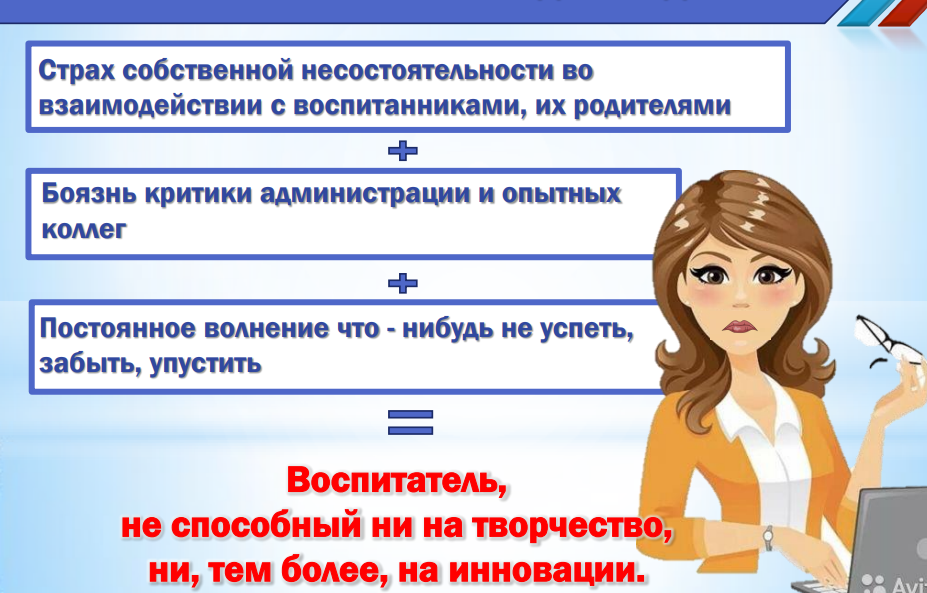 Страх собственной несостоятельности во
взаимодействии с воспитанниками, их родителями
+
Боязнь критики администрации и опытных
коллег
+
Постоянное волнение что - нибудь не успеть,
забыть, упустить
=
Воспитатель,
не способный ни на творчество,
ни, тем более, на инновации.